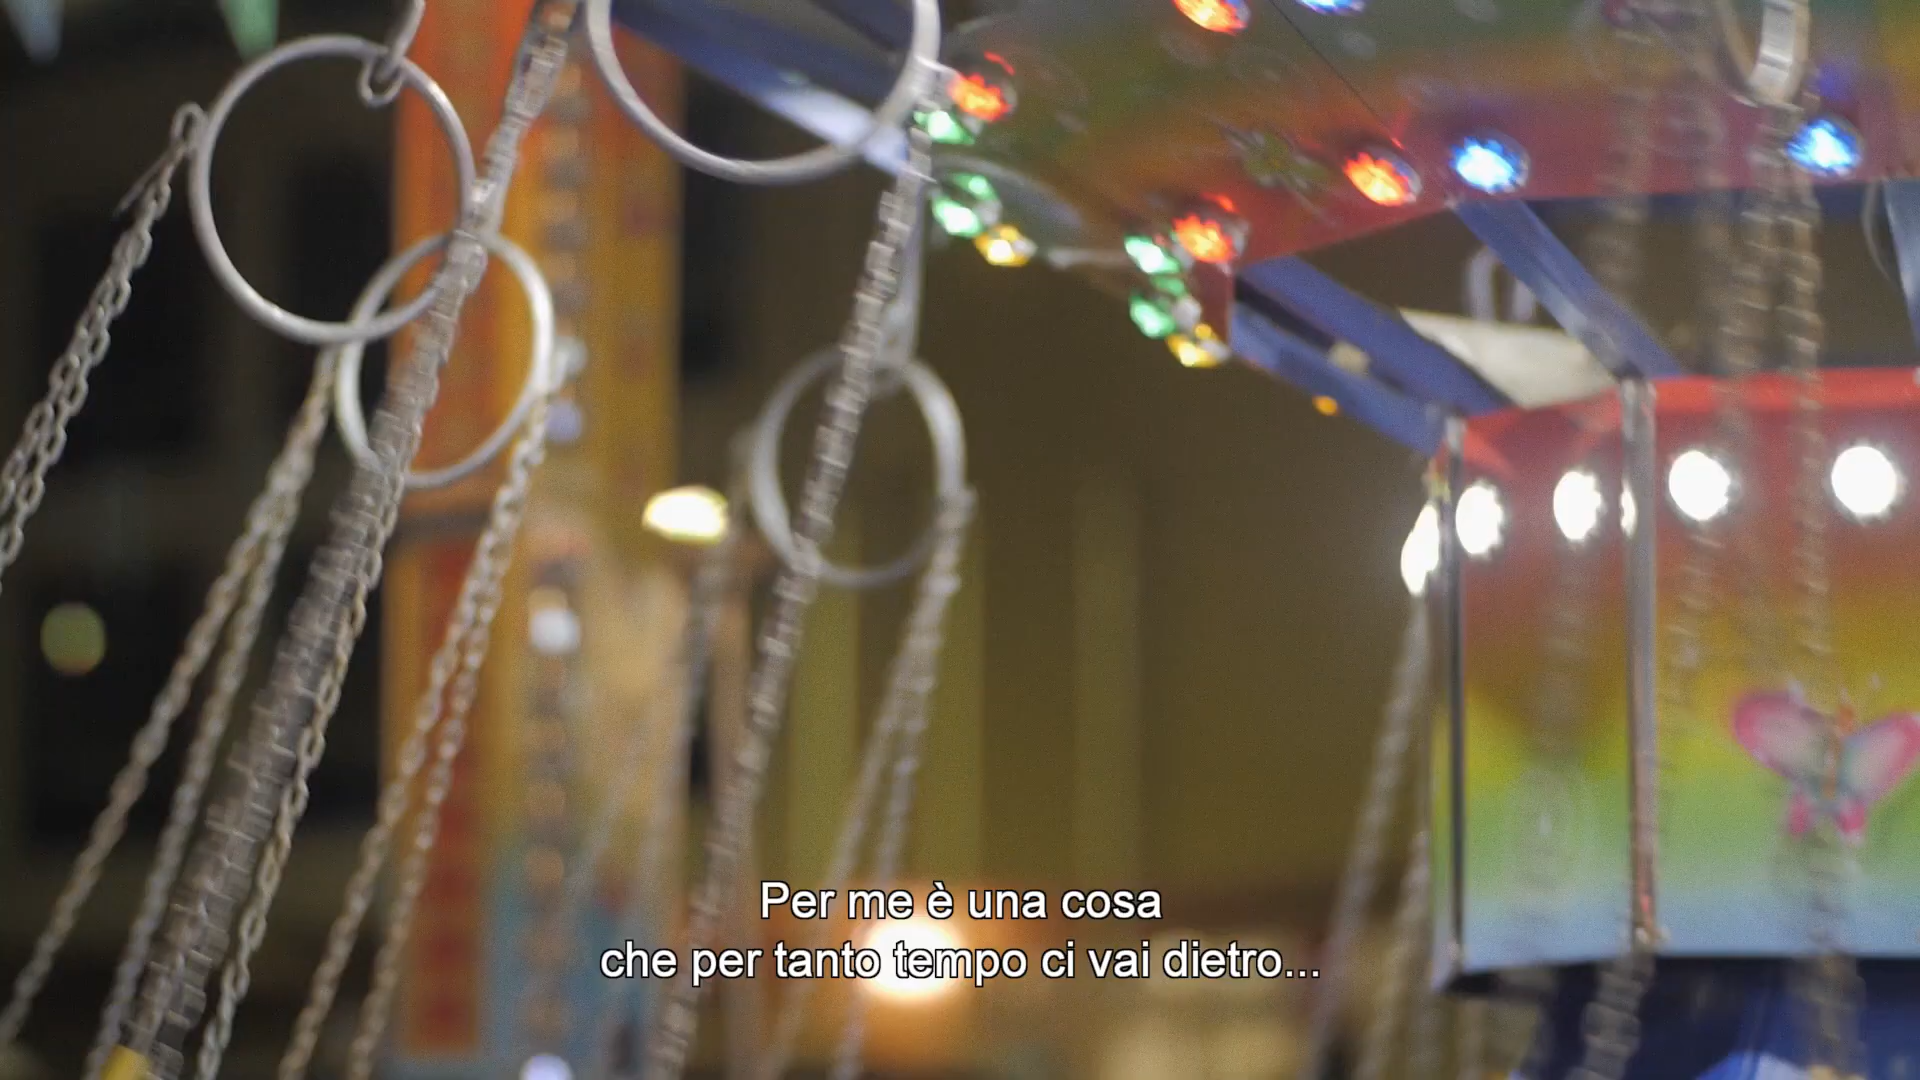 Per me è una cosa
che per tanto tempo ci vai dietro...